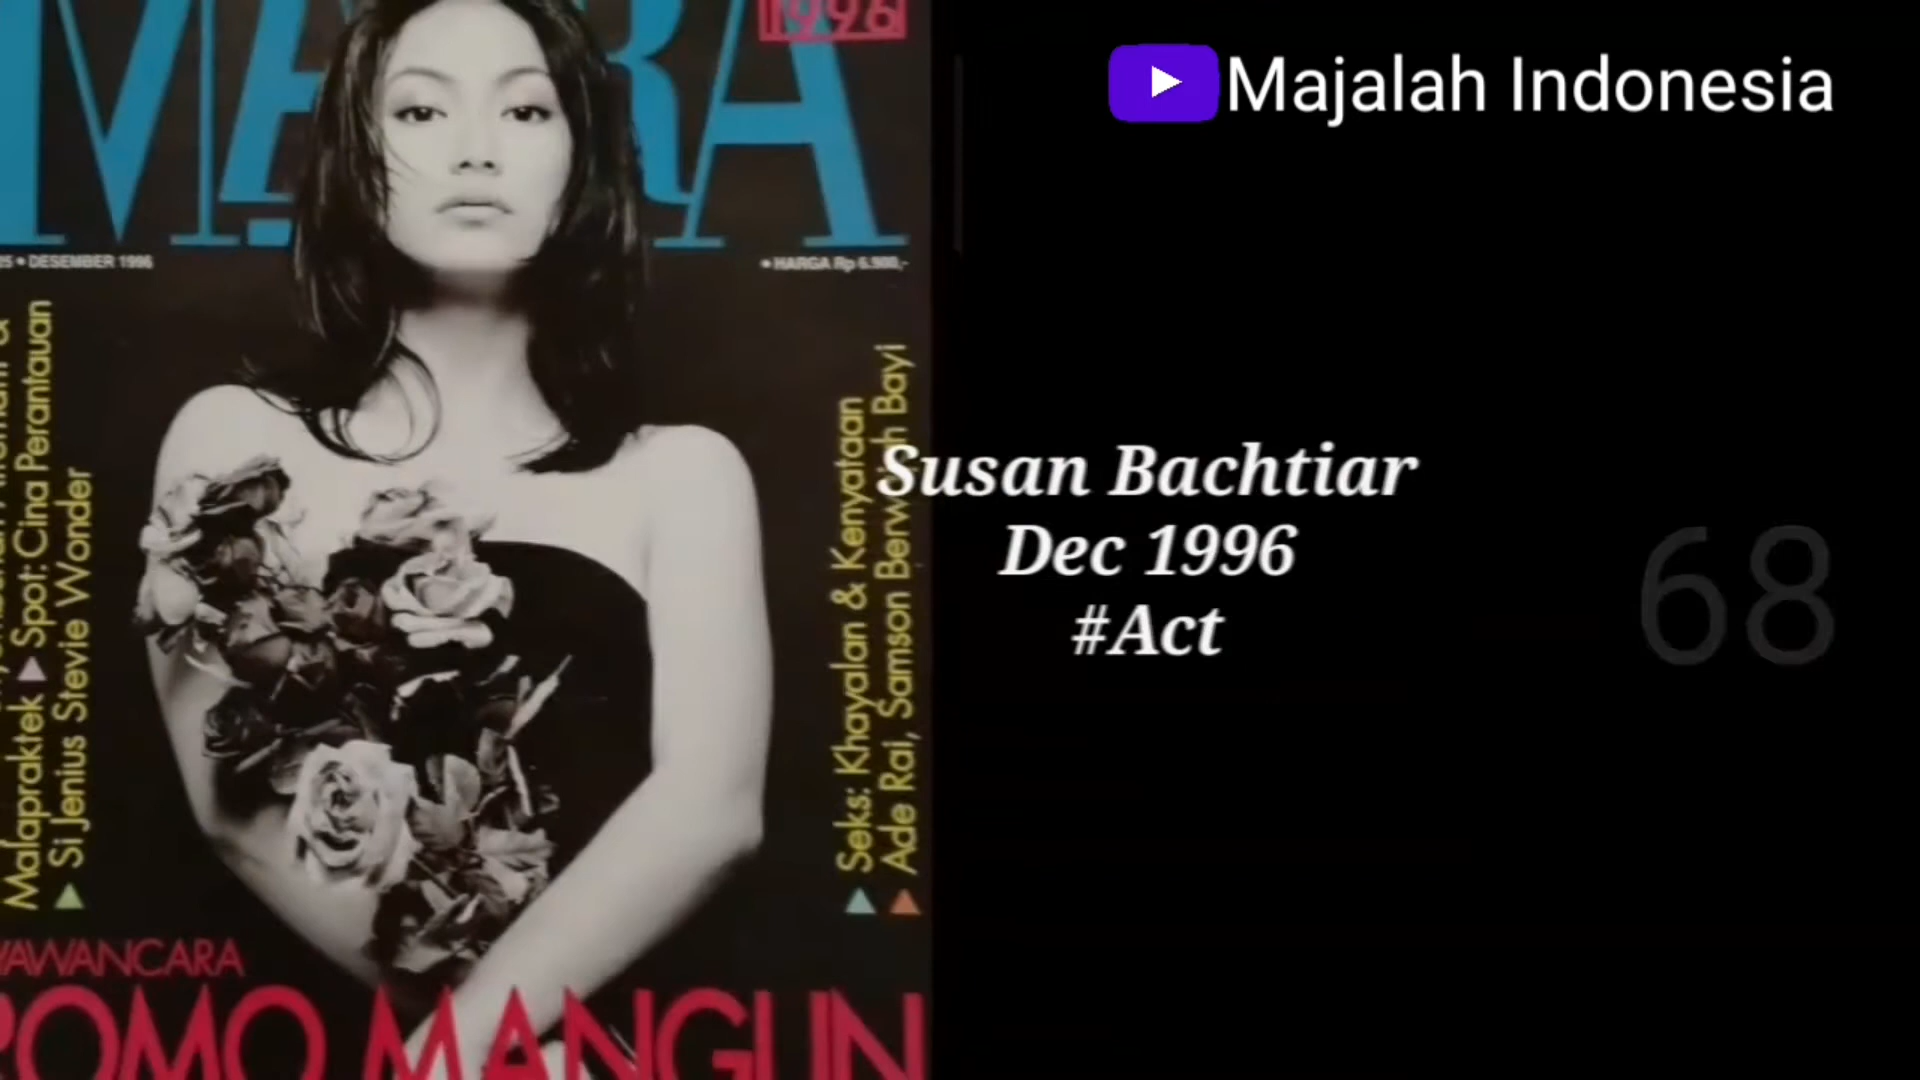 MATRA
1996
Majalah Indonesia
25 • DESEMBER 1996
• HARGA Rp 6.900,-
Malapraktek ▲ Spot: Cina Perantauan
▲ Si Jenius Stevie Wonder
▲ Seks: Khayalan & Kenyataan
▲ Ade Rai, Samson Berwajah Bayi
Susan Bachtiar
Dec 1996
#Act
68
WAWANCARA
ROMO MANGUN